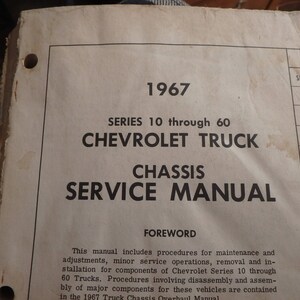 1967
SERIES 10 through 60
CHEVROLET TRUCK
CHASSIS
SERVICE MANUAL
FOREWORD
This manual includes procedures for maintenance and
adjustments, minor service operations, removal and in-
stallation for components of Chevrolet Series 10 through
60 Trucks. Procedures involving disassembly and assem-
bly of major components for these vehicles are contained
in the 1967 Truck Chassis Overhaul Manual.